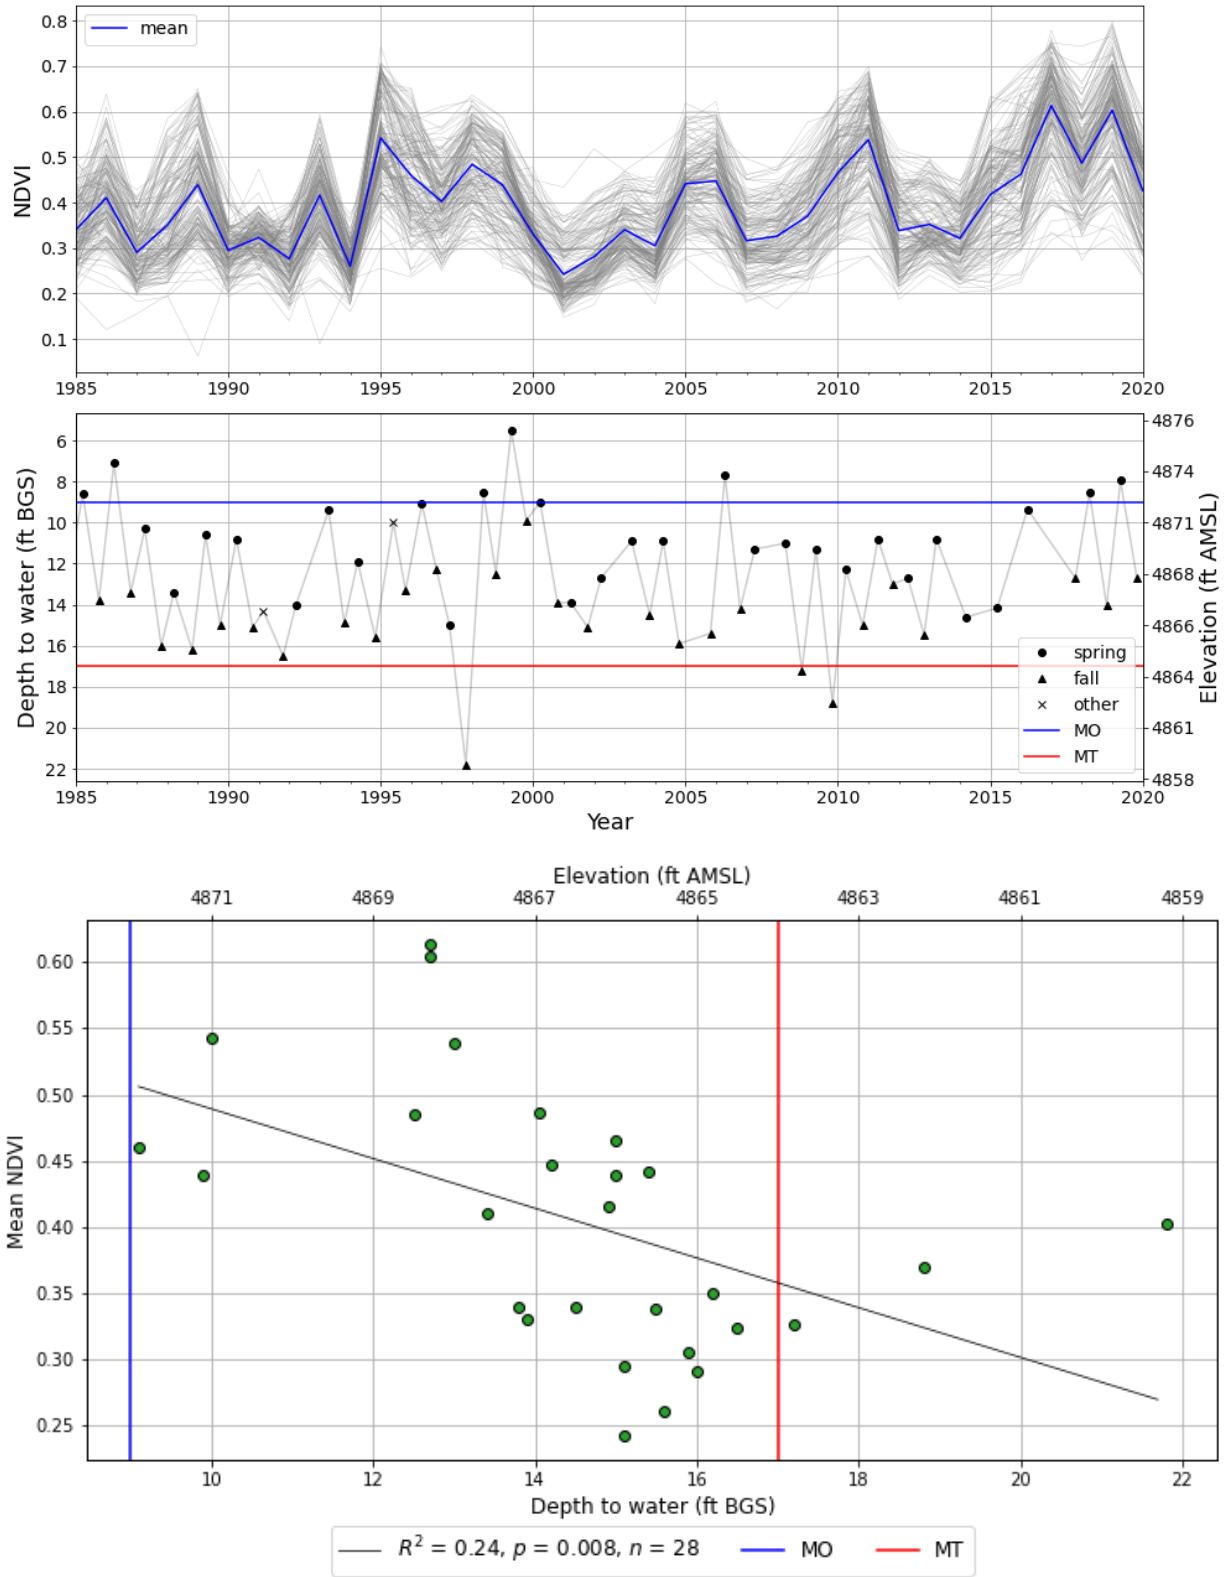 mean
NDVI
0.8
0.7
0.6
0.5
0.4
0.3
0.2
0.1
1985 1990 1995 2000 2005 2010 2015 2020
Depth to water (ft BGS)
6
8
10
12
14
16
18
20
22
4876
4874
4871
4868
4866
4864
4861
4858
Elevation (ft AMSL)
spring
fall
other
MO
MT
1985 1990 1995 2000 2005 2010 2015 2020
Year
Elevation (ft AMSL)
4871 4869 4867 4865 4863 4861 4859
Mean NDVI
0.60
0.55
0.50
0.45
0.40
0.35
0.30
0.25
10 12 14 16 18 20 22
Depth to water (ft BGS)
R² = 0.24, p = 0.008, n = 28 MO MT